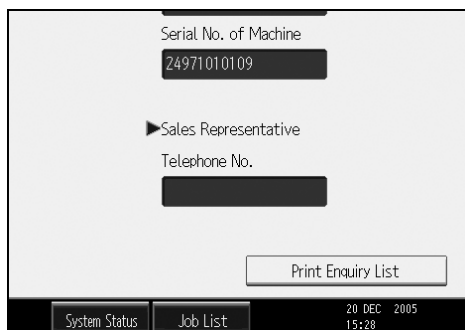 Serial No. of Machine
24971010109
▶Sales Representative
Telephone No.
Print Enquiry List
System Status
Job List
20 DEC 2005
15:28